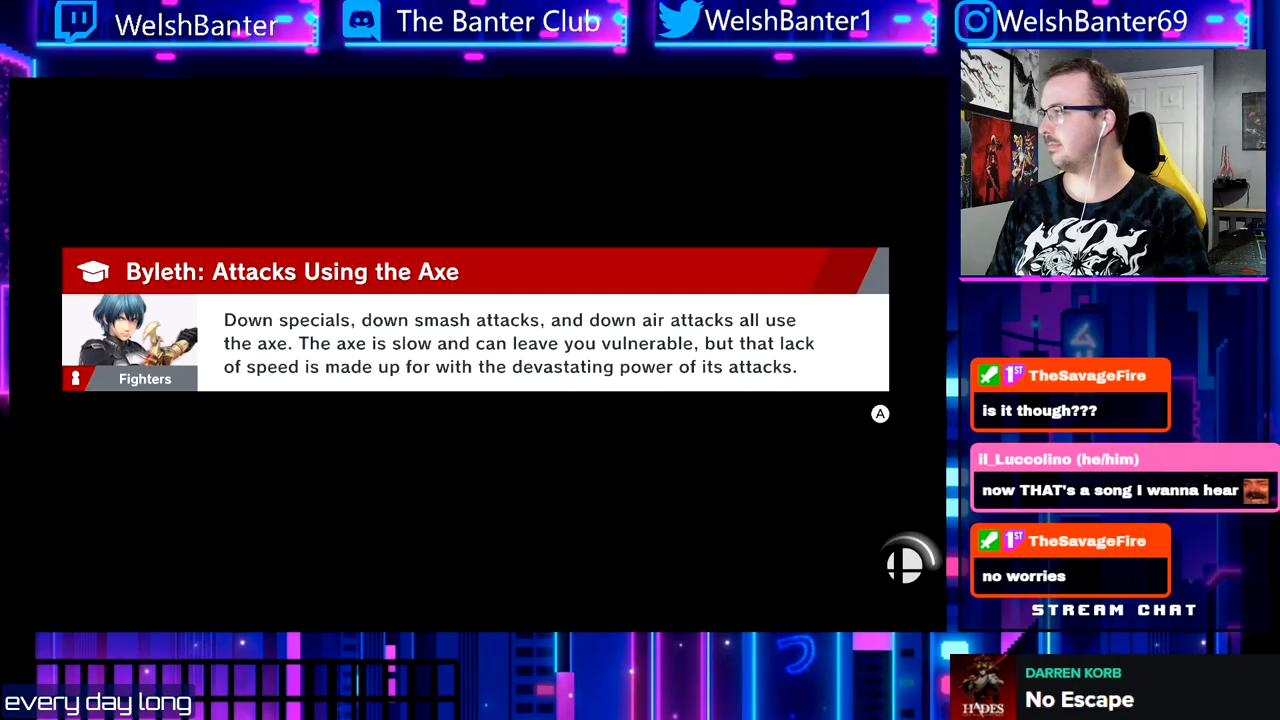 WelshBanter
The Banter Club
WelshBanter1
WelshBanter69
Byleth: Attacks Using the Axe
Down specials, down smash attacks, and down air attacks all use
the axe. The axe is slow and can leave you vulnerable, but that lack
of speed is made up for with the devastating power of its attacks.
Fighters
A
NYX
1ST TheSavageFire
is it though???
il_Luccolino (he/him)
now THAT's a song I wanna hear
1ST TheSavageFire
no worries
STREAM CHAT
つ
every day long
HADES
DARREN KORB
No Escape